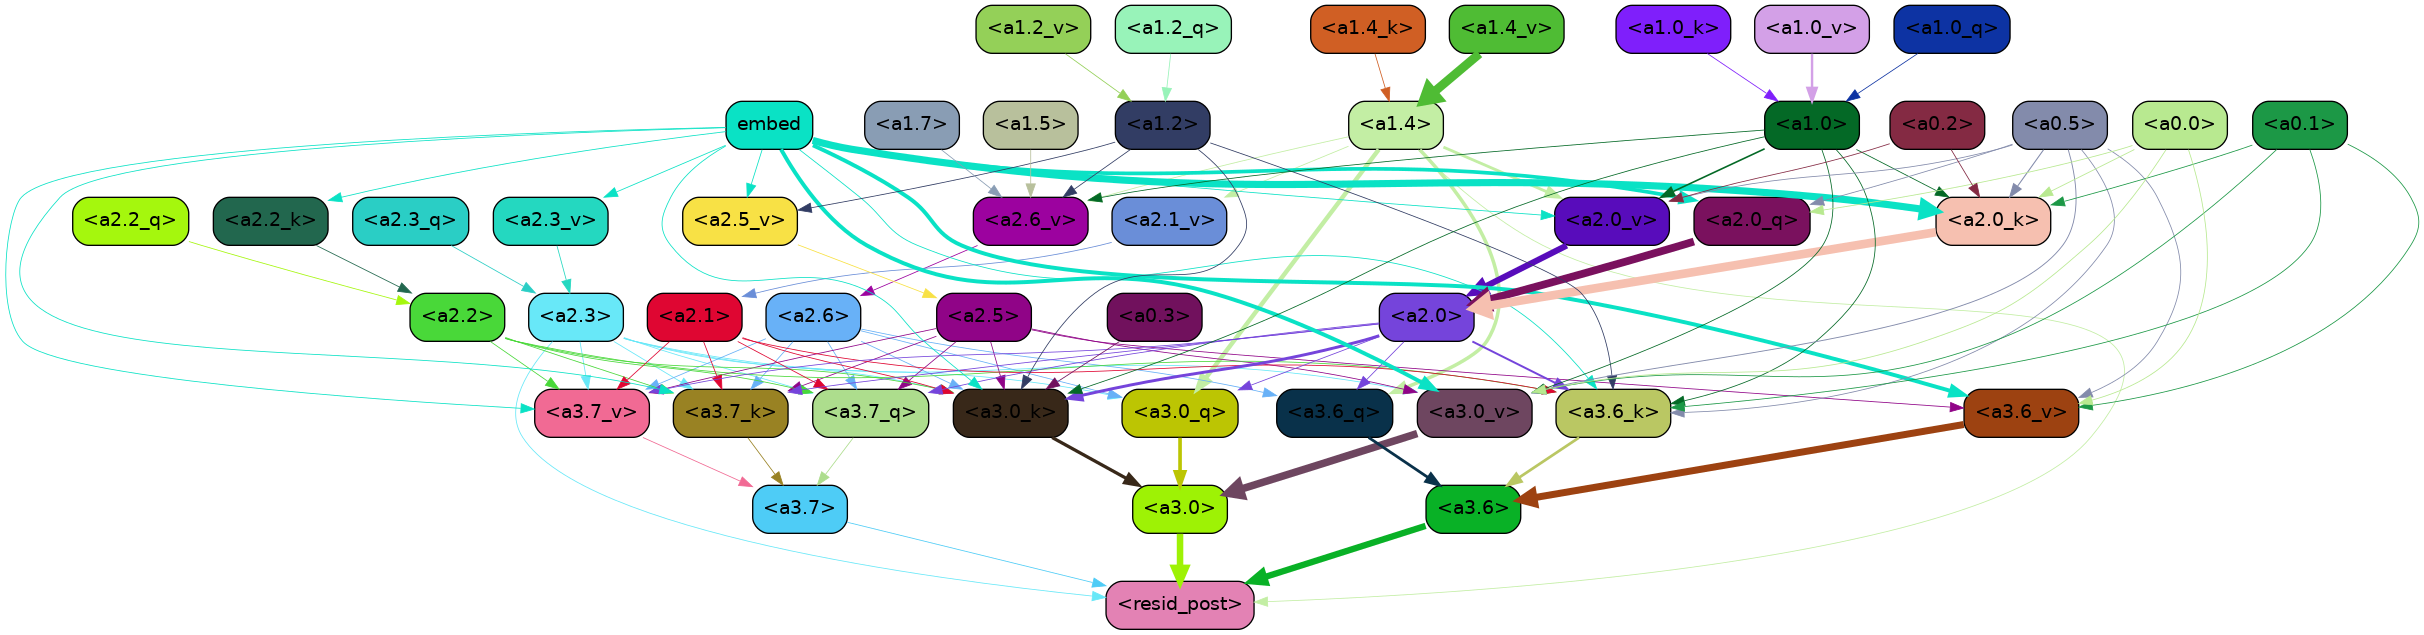 <a1.2_v> <a1.2_q> <a1.4_k> <a1.4_v> <a1.0_k> <a1.0_v> <a1.0_q>
embed <a1.7> <a1.5> <a1.2> <a1.4> <a1.0> <a0.2> <a0.5> <a0.0> <a0.1>
<a2.2_q> <a2.2_k> <a2.3_q> <a2.3_v> <a2.5_v> <a2.6_v> <a2.1_v> <a2.0_v> <a2.0_q> <a2.0_k>
<a2.2> <a2.3> <a2.1> <a2.6> <a2.5> <a0.3> <a2.0>
<a3.7_v> <a3.7_k> <a3.7_q> <a3.0_k> <a3.0_q> <a3.6_q> <a3.0_v> <a3.6_k> <a3.6_v>
<a3.7> <a3.0> <a3.6>
<resid_post>